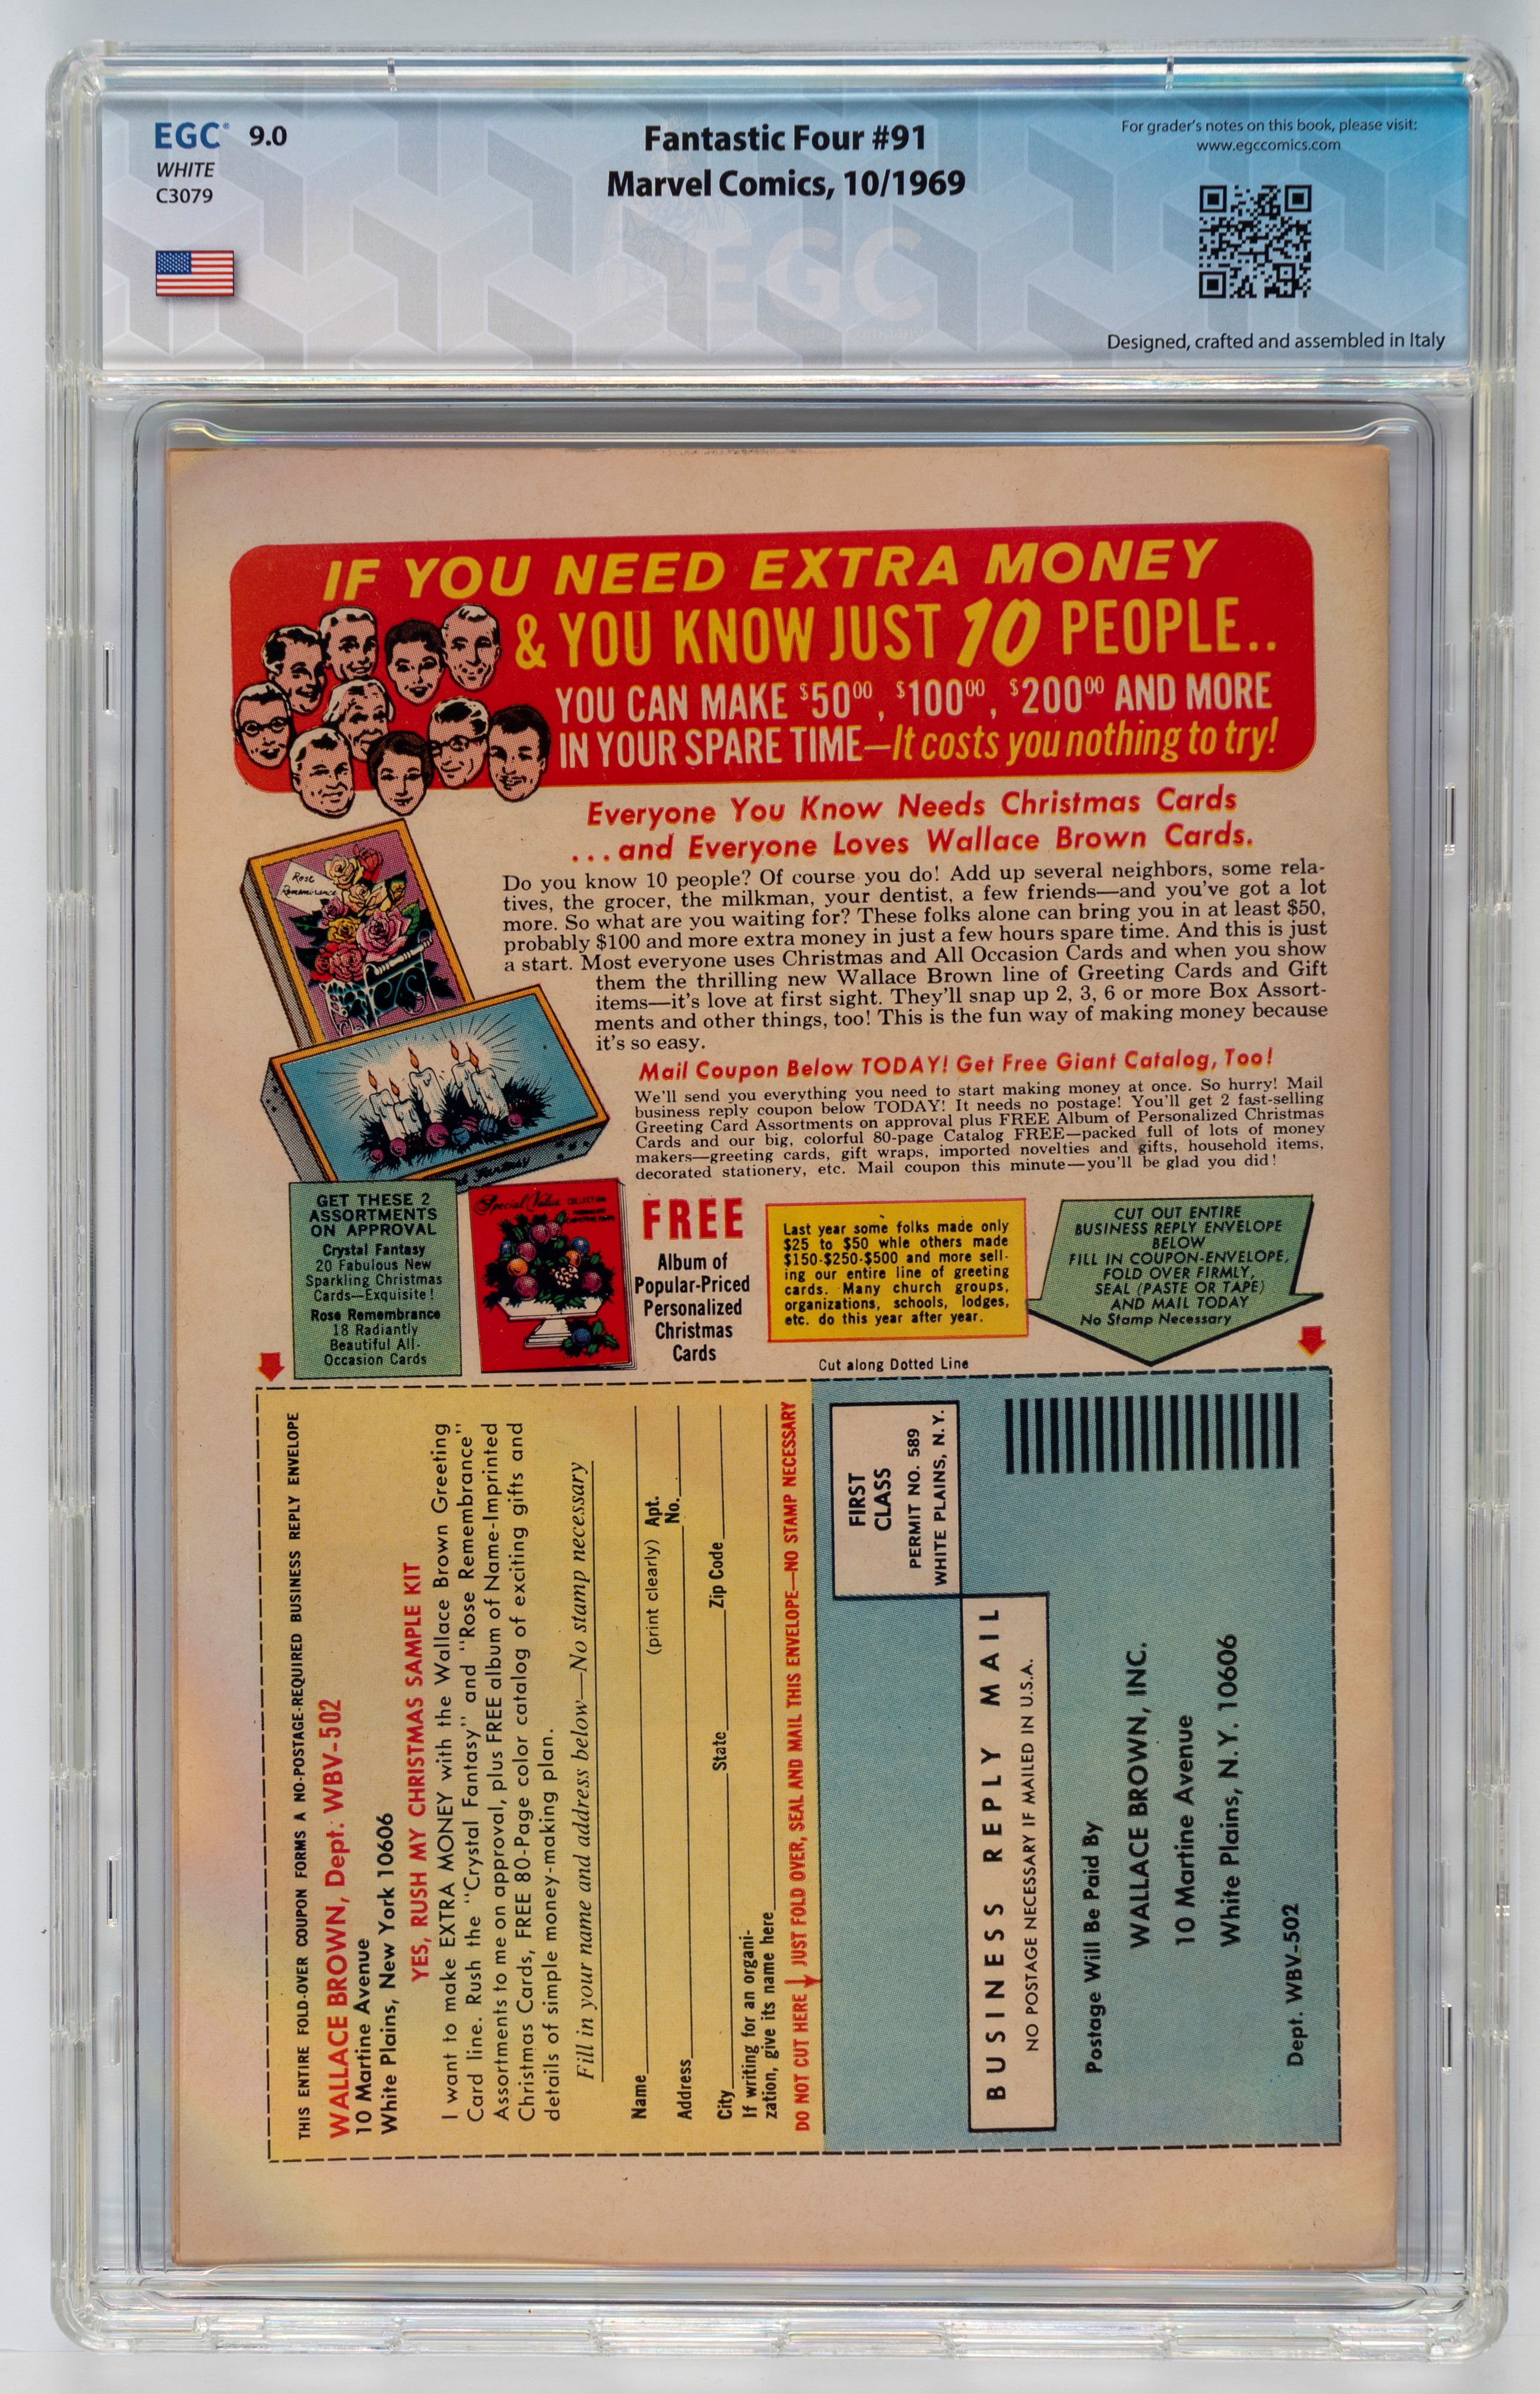 EGC® 9.0
WHITE
C3079
Fantastic Four #91
Marvel Comics, 10/1969
For grader's notes on this book, please visit:
www.egccomics.com
EGC
Designed, crafted and assembled in Italy
IF YOU NEED EXTRA MONEY
& YOU KNOW JUST 10 PEOPLE..
YOU CAN MAKE $5000, $10000, $20000 AND MORE
IN YOUR SPARE TIME—It costs you nothing to try!
Everyone You Know Needs Christmas Cards
...and Everyone Loves Wallace Brown Cards.
Rose
Remembrance
Do you know 10 people? Of course you do! Add up several neighbors, some rela-
tives, the grocer, the milkman, your dentist, a few friends—and you've got a lot
more. So what are you waiting for? These folks alone can bring you in at least $50,
probably $100 and more extra money in just a few hours spare time. And this is just
a start. Most everyone uses Christmas and All Occasion Cards and when you show
them the thrilling new Wallace Brown line of Greeting Cards and Gift
items—it's love at first sight. They'll snap up 2, 3, 6 or more Box Assort-
ments and other things, too! This is the fun way of making money because
it's so easy.
Mail Coupon Below TODAY! Get Free Giant Catalog, Too!
We'll send you everything you need to start making money at once. So hurry! Mail
business reply coupon below TODAY! It needs no postage! You'll get 2 fast-selling
Greeting Card Assortments on approval plus FREE Album of Personalized Christmas
Cards and our big, colorful 80-page Catalog FREE—packed full of lots of money
makers—greeting cards, gift wraps, imported novelties and gifts, household items,
decorated stationery, etc. Mail coupon this minute—you'll be glad you did!
GET THESE 2
ASSORTMENTS
ON APPROVAL
Crystal Fantasy
20 Fabulous New
Sparkling Christmas
Cards—Exquisite!
Rose Remembrance
18 Radiantly
Beautiful All-
Occasion Cards
Special Value COLLECTION
FREE
Album of
Popular-Priced
Personalized
Christmas
Cards
Last year some folks made only
$25 to $50 whle others made
$150-$250-$500 and more sell-
ing our entire line of greeting
cards. Many church groups,
organizations, schools, lodges,
etc. do this year after year.
CUT OUT ENTIRE
BUSINESS REPLY ENVELOPE
BELOW
FILL IN COUPON-ENVELOPE,
FOLD OVER FIRMLY,
SEAL (PASTE OR TAPE)
AND MAIL TODAY
No Stamp Necessary
Cut along Dotted Line
THIS ENTIRE FOLD-OVER COUPON FORMS A NO-POSTAGE-REQUIRED BUSINESS REPLY ENVELOPE
WALLACE BROWN, Dept. WBV-502
10 Martine Avenue
White Plains, New York 10606
YES, RUSH MY CHRISTMAS SAMPLE KIT
I want to make EXTRA MONEY with the Wallace Brown Greeting
Card line. Rush the "Crystal Fantasy" and "Rose Remembrance"
Assortments to me on approval, plus FREE album of Name-Imprinted
Christmas Cards, FREE 80-Page color catalog of exciting gifts and
details of simple money-making plan.
Fill in your name and address below—No stamp necessary
Name
(print clearly)
Address Apt. No.
City State Zip Code
If writing for an organi-
zation, give its name here
DO NOT CUT HERE JUST FOLD OVER, SEAL AND MAIL THIS ENVELOPE—NO STAMP NECESSARY
FIRST
CLASS
PERMIT NO. 589
WHITE PLAINS, N.Y.
BUSINESS REPLY MAIL
NO POSTAGE NECESSARY IF MAILED IN U.S.A.
Postage Will Be Paid By
WALLACE BROWN, INC.
10 Martine Avenue
White Plains, N.Y. 10606
Dept. WBV-502